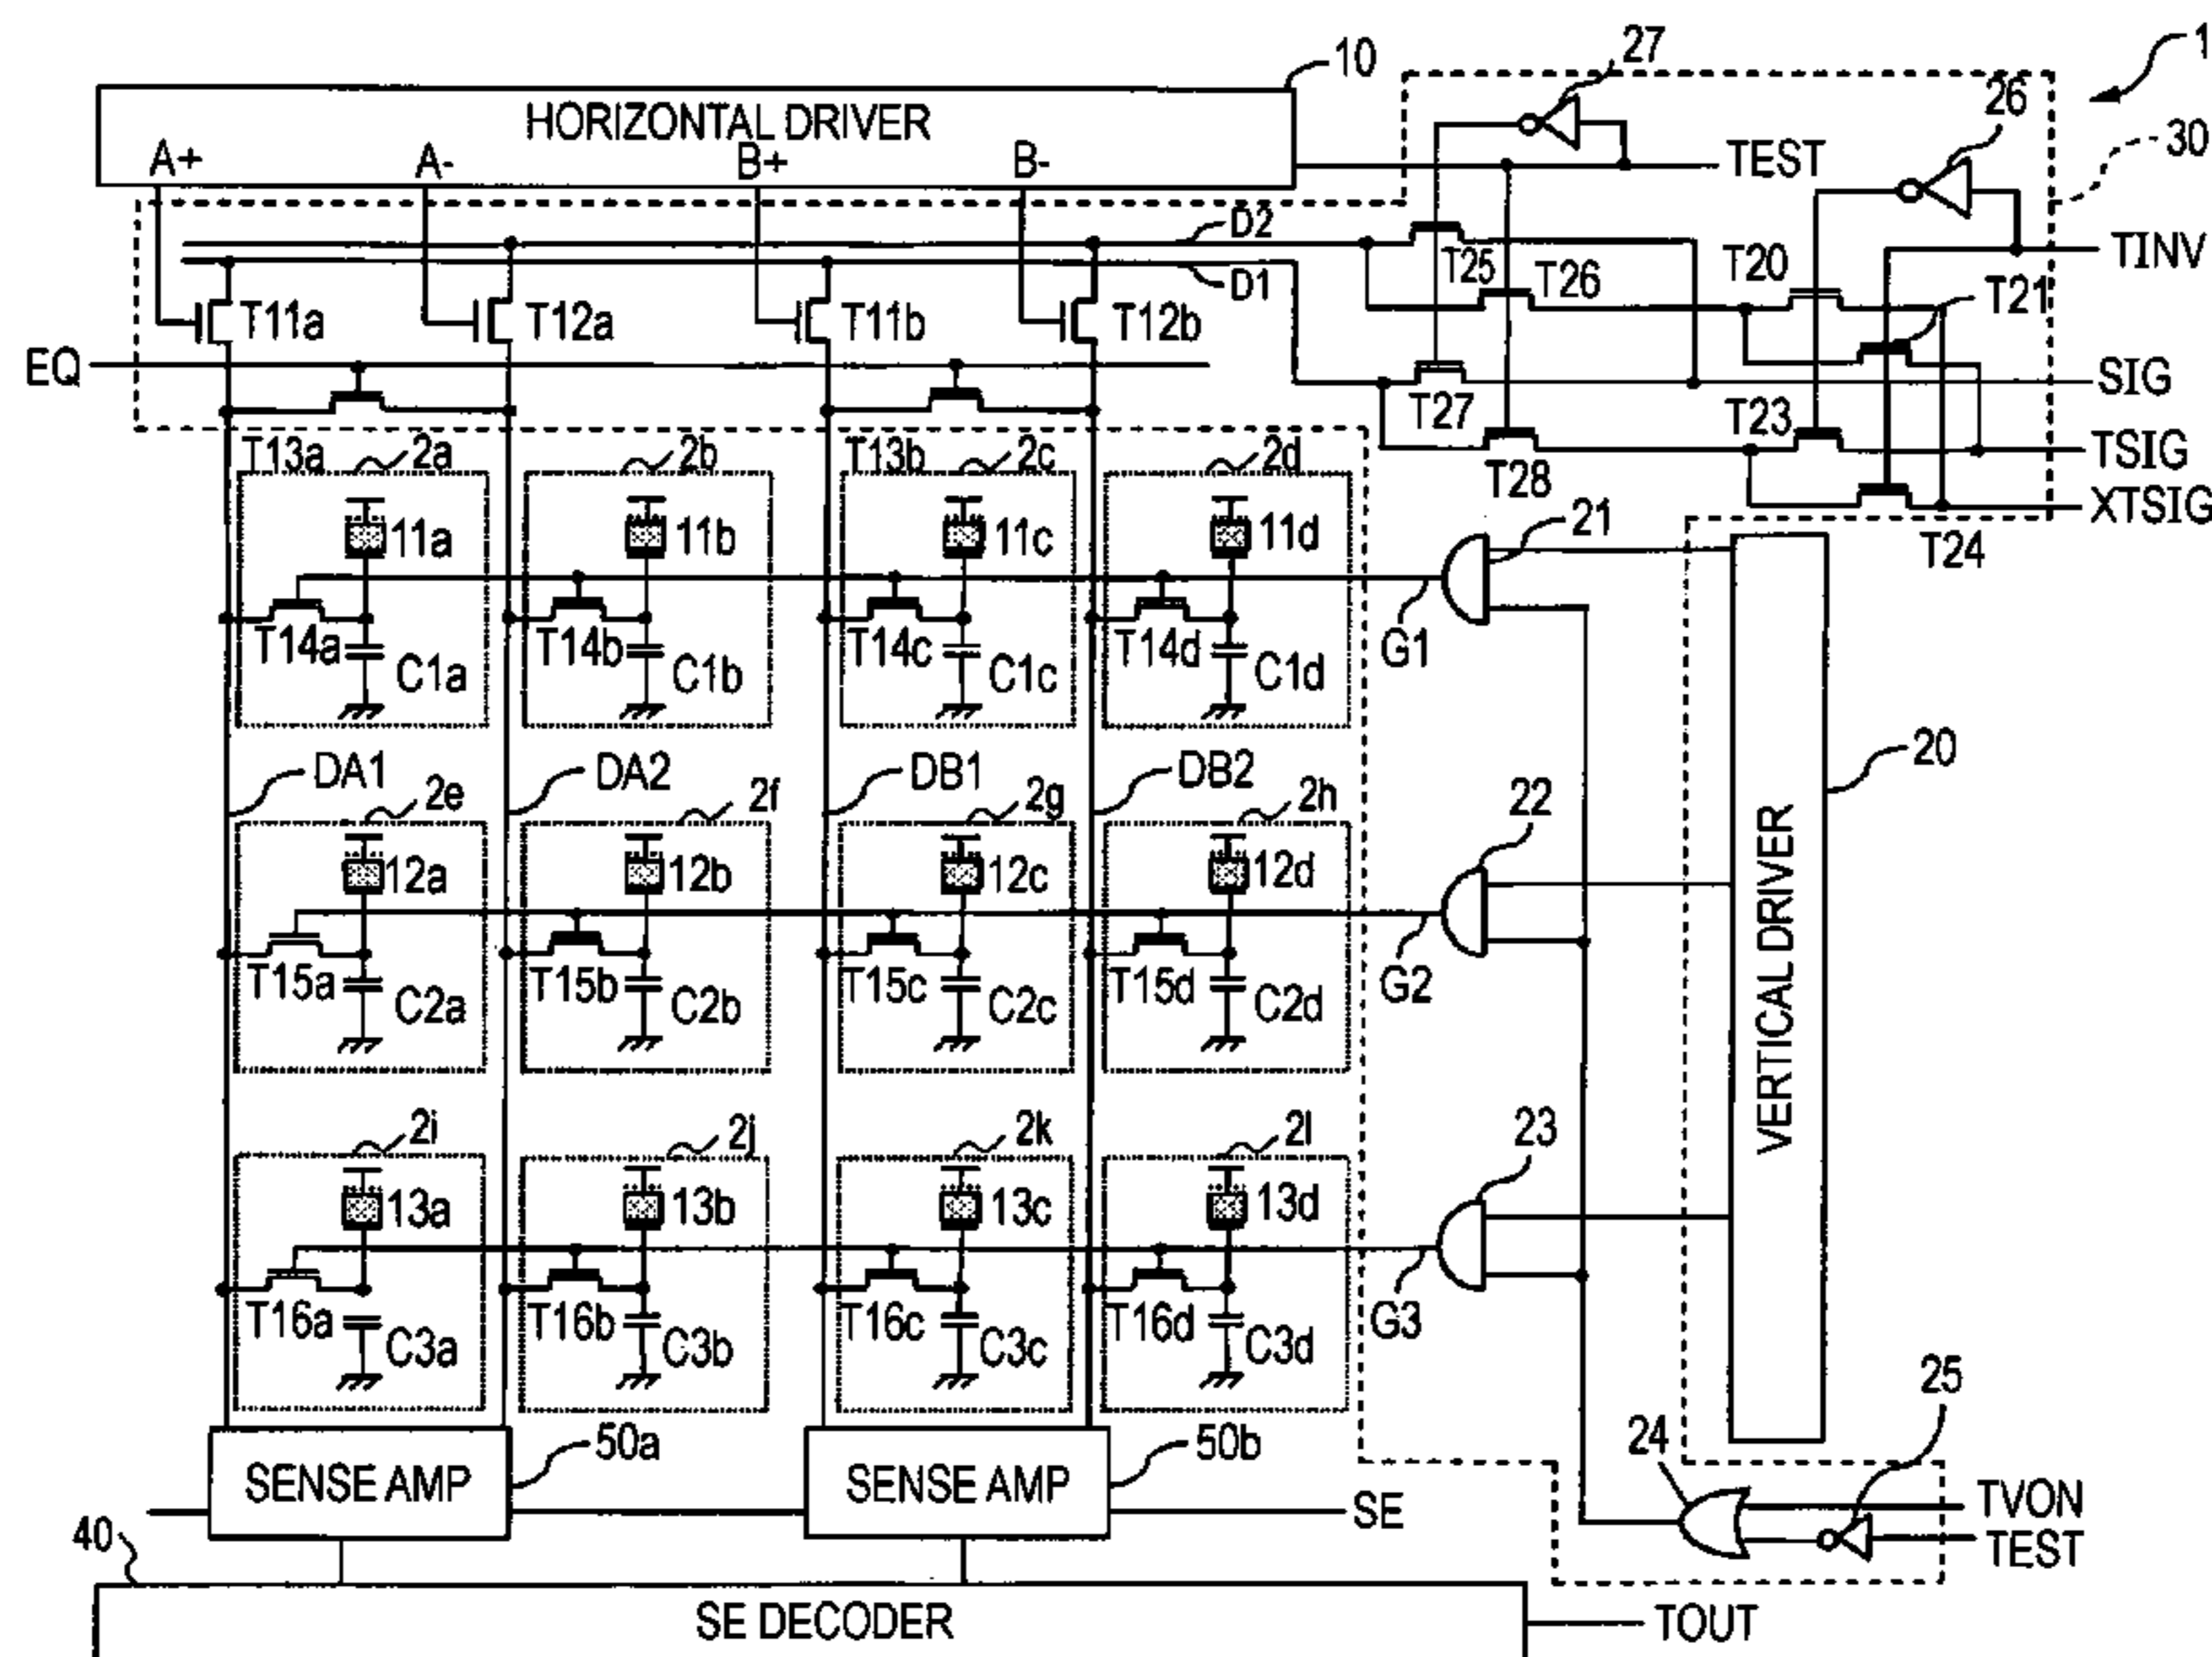 1
10
27
26
30
HORIZONTAL DRIVER
A+ A- B+ B-
TEST
TINV
D2
D1
T25 T26 T20 T21
T11a T12a T11b T12b
EQ
SIG
T27 T23
TSIG
T28
XTSIG
T24
T13a 2a 2b T13b 2c 2d
11a 11b 11c 11d
21
T14a T14b T14c T14d G1
C1a C1b C1c C1d
DA1 DA2 DB1 DB2
20
2e 2f 2g 2h
22
12a 12b 12c 12d
VERTICAL DRIVER
T15a T15b T15c T15d G2
C2a C2b C2c C2d
2i 2j 2k 2l
23
13a 13b 13c 13d
T16a T16b T16c T16d G3
C3a C3b C3c C3d
25
24
50a 50b
SENSE AMP SENSE AMP
SE
TVON
TEST
40
SE DECODER
TOUT